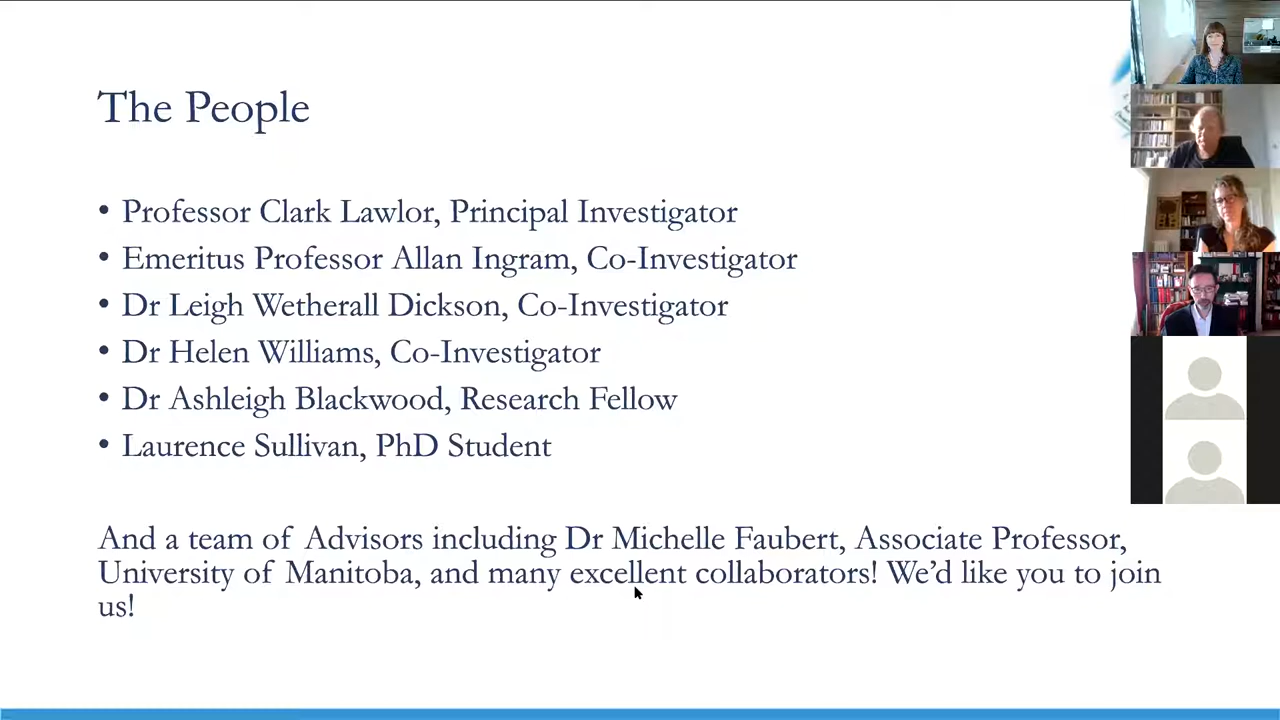 The People
• Professor Clark Lawlor, Principal Investigator
• Emeritus Professor Allan Ingram, Co-Investigator
• Dr Leigh Wetherall Dickson, Co-Investigator
• Dr Helen Williams, Co-Investigator
• Dr Ashleigh Blackwood, Research Fellow
• Laurence Sullivan, PhD Student
And a team of Advisors including Dr Michelle Faubert, Associate Professor,
University of Manitoba, and many excellent collaborators! We’d like you to join
us!